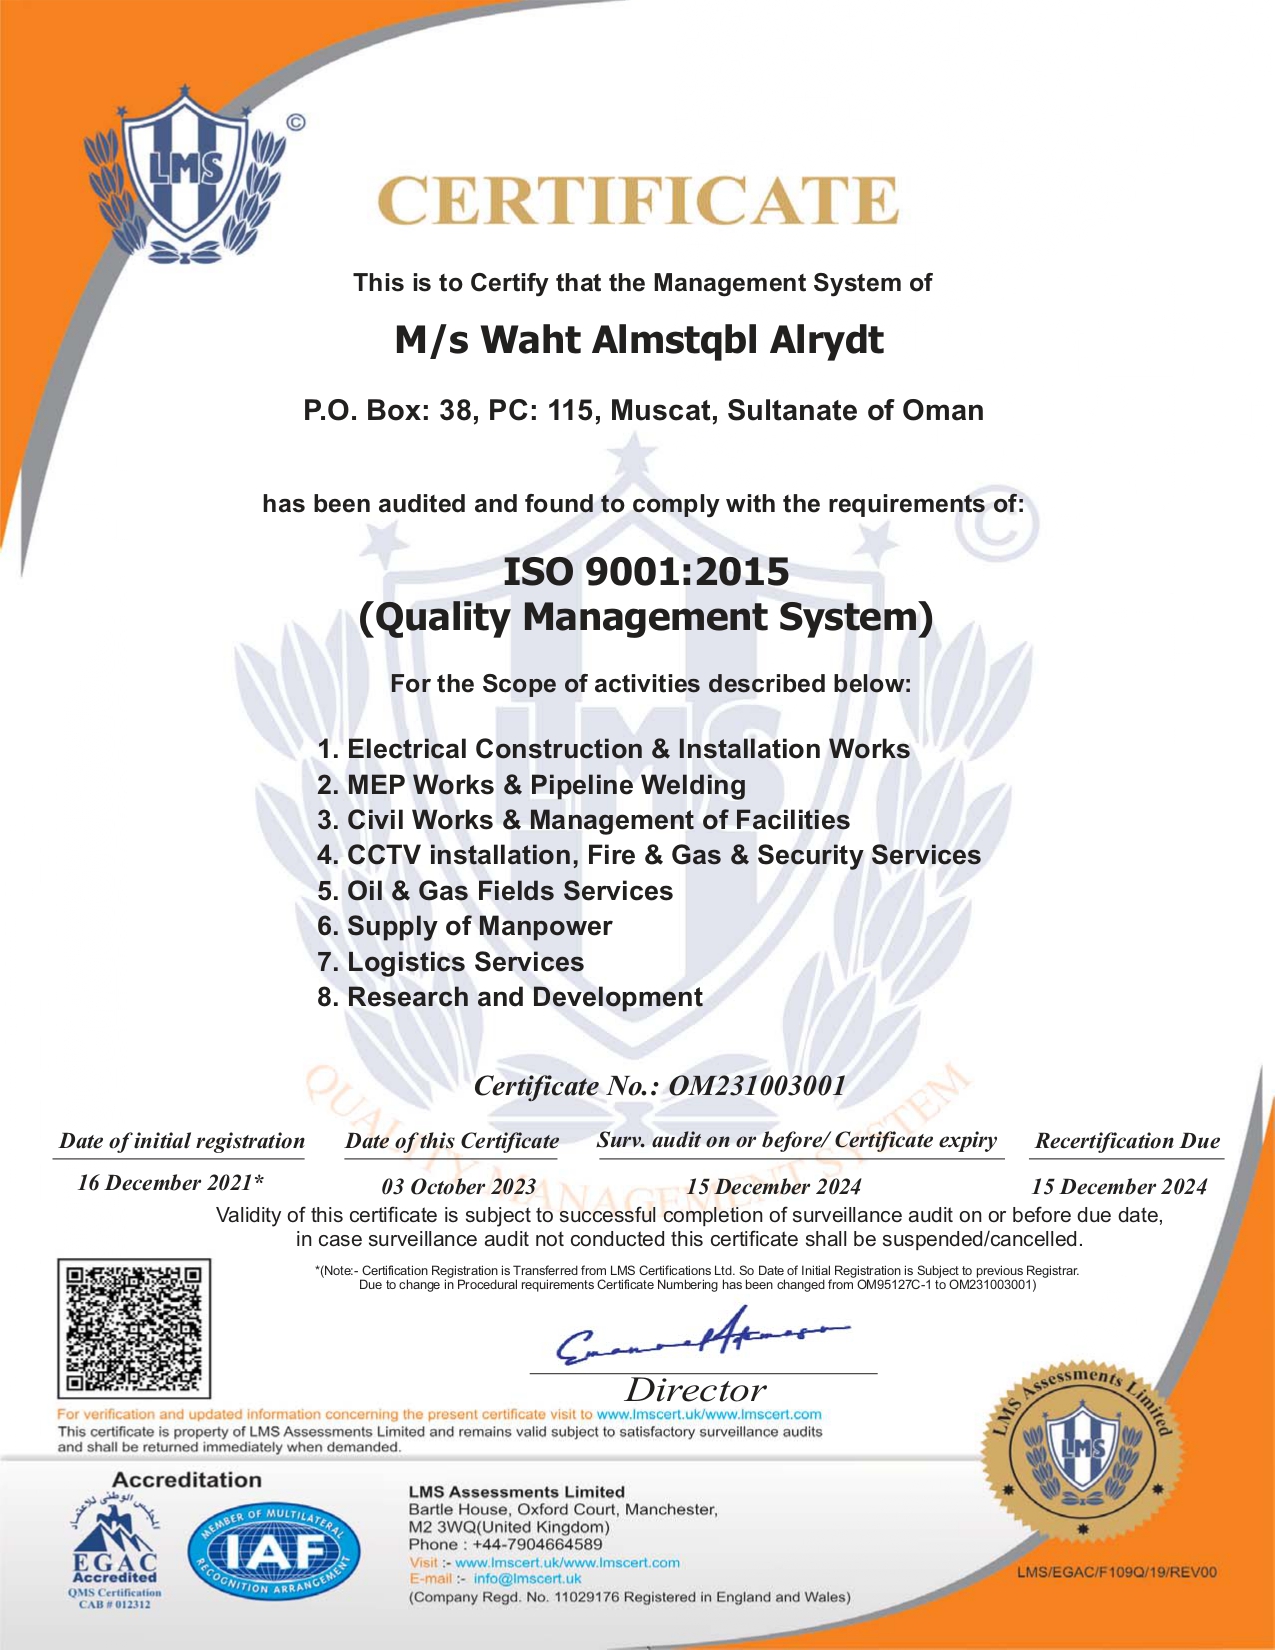 LMS
©
CERTIFICATE
This is to Certify that the Management System of
M/s Waht Almstqbl Alrydt
P.O. Box: 38, PC: 115, Muscat, Sultanate of Oman
has been audited and found to comply with the requirements of:
©
ISO 9001:2015
(Quality Management System)
For the Scope of activities described below:
LMS
1. Electrical Construction & Installation Works
2. MEP Works & Pipeline Welding
3. Civil Works & Management of Facilities
4. CCTV installation, Fire & Gas & Security Services
5. Oil & Gas Fields Services
6. Supply of Manpower
7. Logistics Services
8. Research and Development
QUALITY MANAGEMENT SYSTEM
Certificate No.: OM231003001
Date of initial registration Date of this Certificate Surv. audit on or before/ Certificate expiry Recertification Due
16 December 2021* 03 October 2023 15 December 2024 15 December 2024
Validity of this certificate is subject to successful completion of surveillance audit on or before due date,
in case surveillance audit not conducted this certificate shall be suspended/cancelled.
*(Note:- Certification Registration is Transferred from LMS Certifications Ltd. So Date of Initial Registration is Subject to previous Registrar.
Due to change in Procedural requirements Certificate Numbering has been changed from OM95127C-1 to OM231003001)
Director
For verification and updated information concerning the present certificate visit to www.lmscert.uk/www.lmscert.com
This certificate is property of LMS Assessments Limited and remains valid subject to satisfactory surveillance audits
and shall be returned immediately when demanded.
LMS Assessments Limited
LMS
Accreditation
المجلس الوطني للاعتماد
EGAC
Accredited
QMS Certification
CAB # 012312
MEMBER OF MULTILATERAL
IAF
RECOGNITION ARRANGEMENT
LMS Assessments Limited
Bartle House, Oxford Court, Manchester,
M2 3WQ(United Kingdom)
Phone : +44-7904664589
Visit :- www.lmscert.uk/www.lmscert.com
E-mail :- info@lmscert.uk
(Company Regd. No. 11029176 Registered in England and Wales)
LMS/EGAC/F109Q/19/REV00